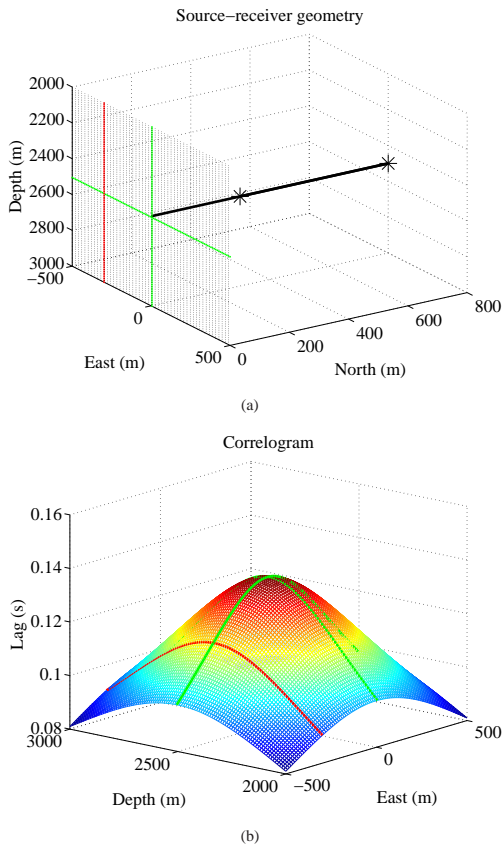 Source−receiver geometry
2000
2200
2400
2600
2800
3000
Depth (m)
−500
0
500
East (m)
0
200
400
600
800
North (m)
(a)
Correlogram
0.16
0.14
0.12
0.1
0.08
Lag (s)
3000
2500
2000
Depth (m)
−500
0
500
East (m)
(b)